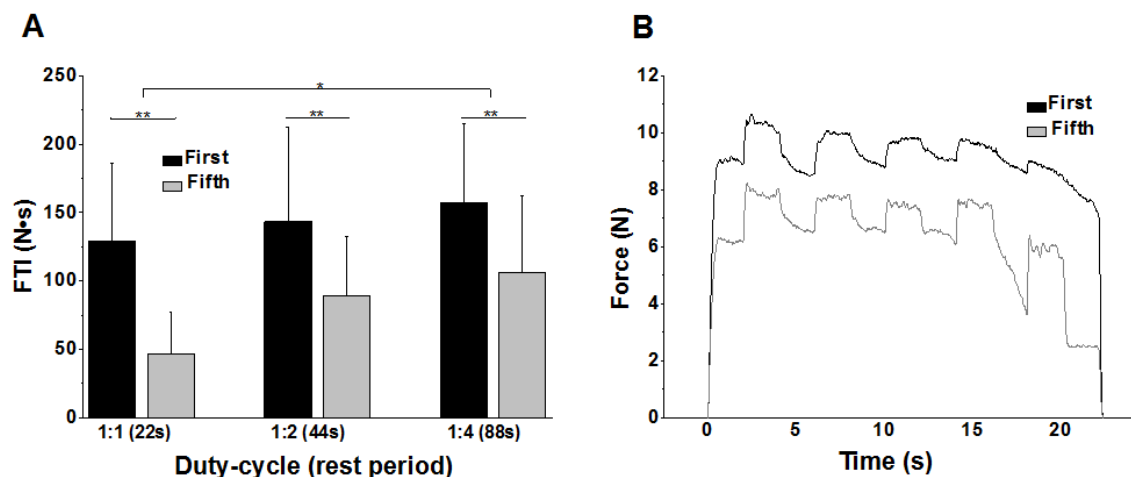 A
250
200
150
100
50
0
FTI (N•s)
*
**
**
**
First
Fifth
1:1 (22s)
1:2 (44s)
1:4 (88s)
Duty-cycle (rest period)
B
12
10
8
6
4
2
0
Force (N)
First
Fifth
0
5
10
15
20
Time (s)